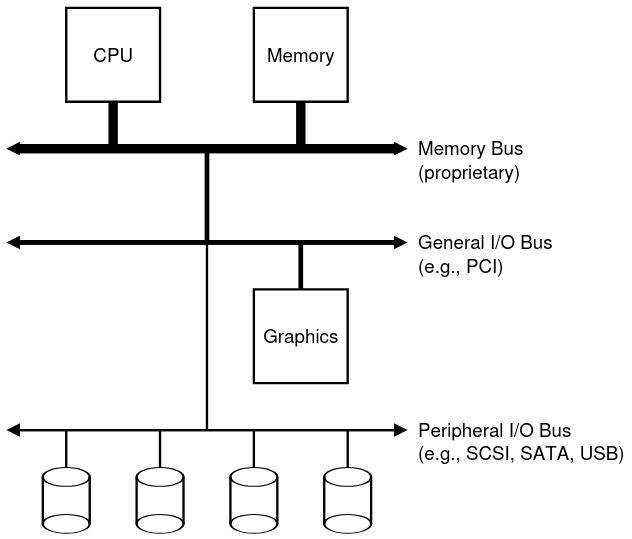 CPU
Memory
Memory Bus
(proprietary)
General I/O Bus
(e.g., PCI)
Graphics
Peripheral I/O Bus
(e.g., SCSI, SATA, USB)